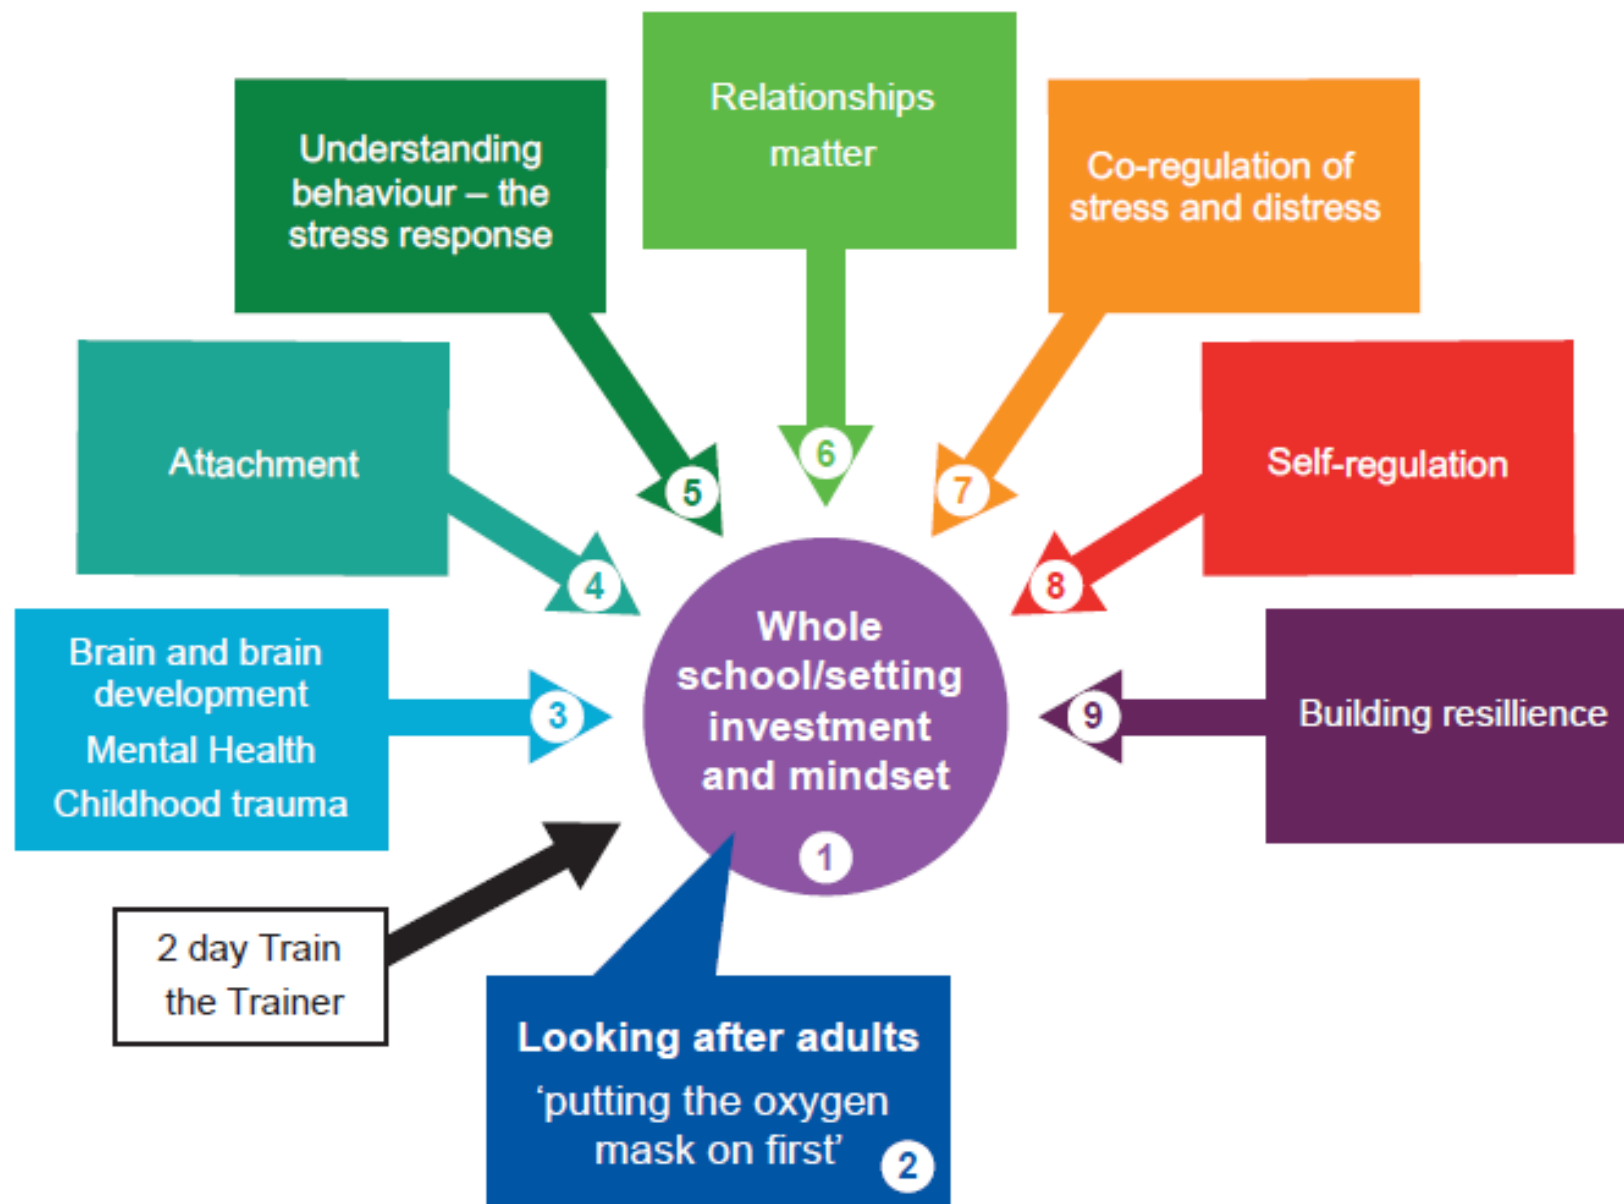 Relationships
matter
6
Understanding
behaviour – the
stress response
5
Co-regulation of
stress and distress
7
Attachment
4
Self-regulation
8
Brain and brain
development
Mental Health
Childhood trauma
3
Whole
school/setting
investment
and mindset
1
Building resillience
9
2 day Train
the Trainer
Looking after adults
‘putting the oxygen
mask on first’
2